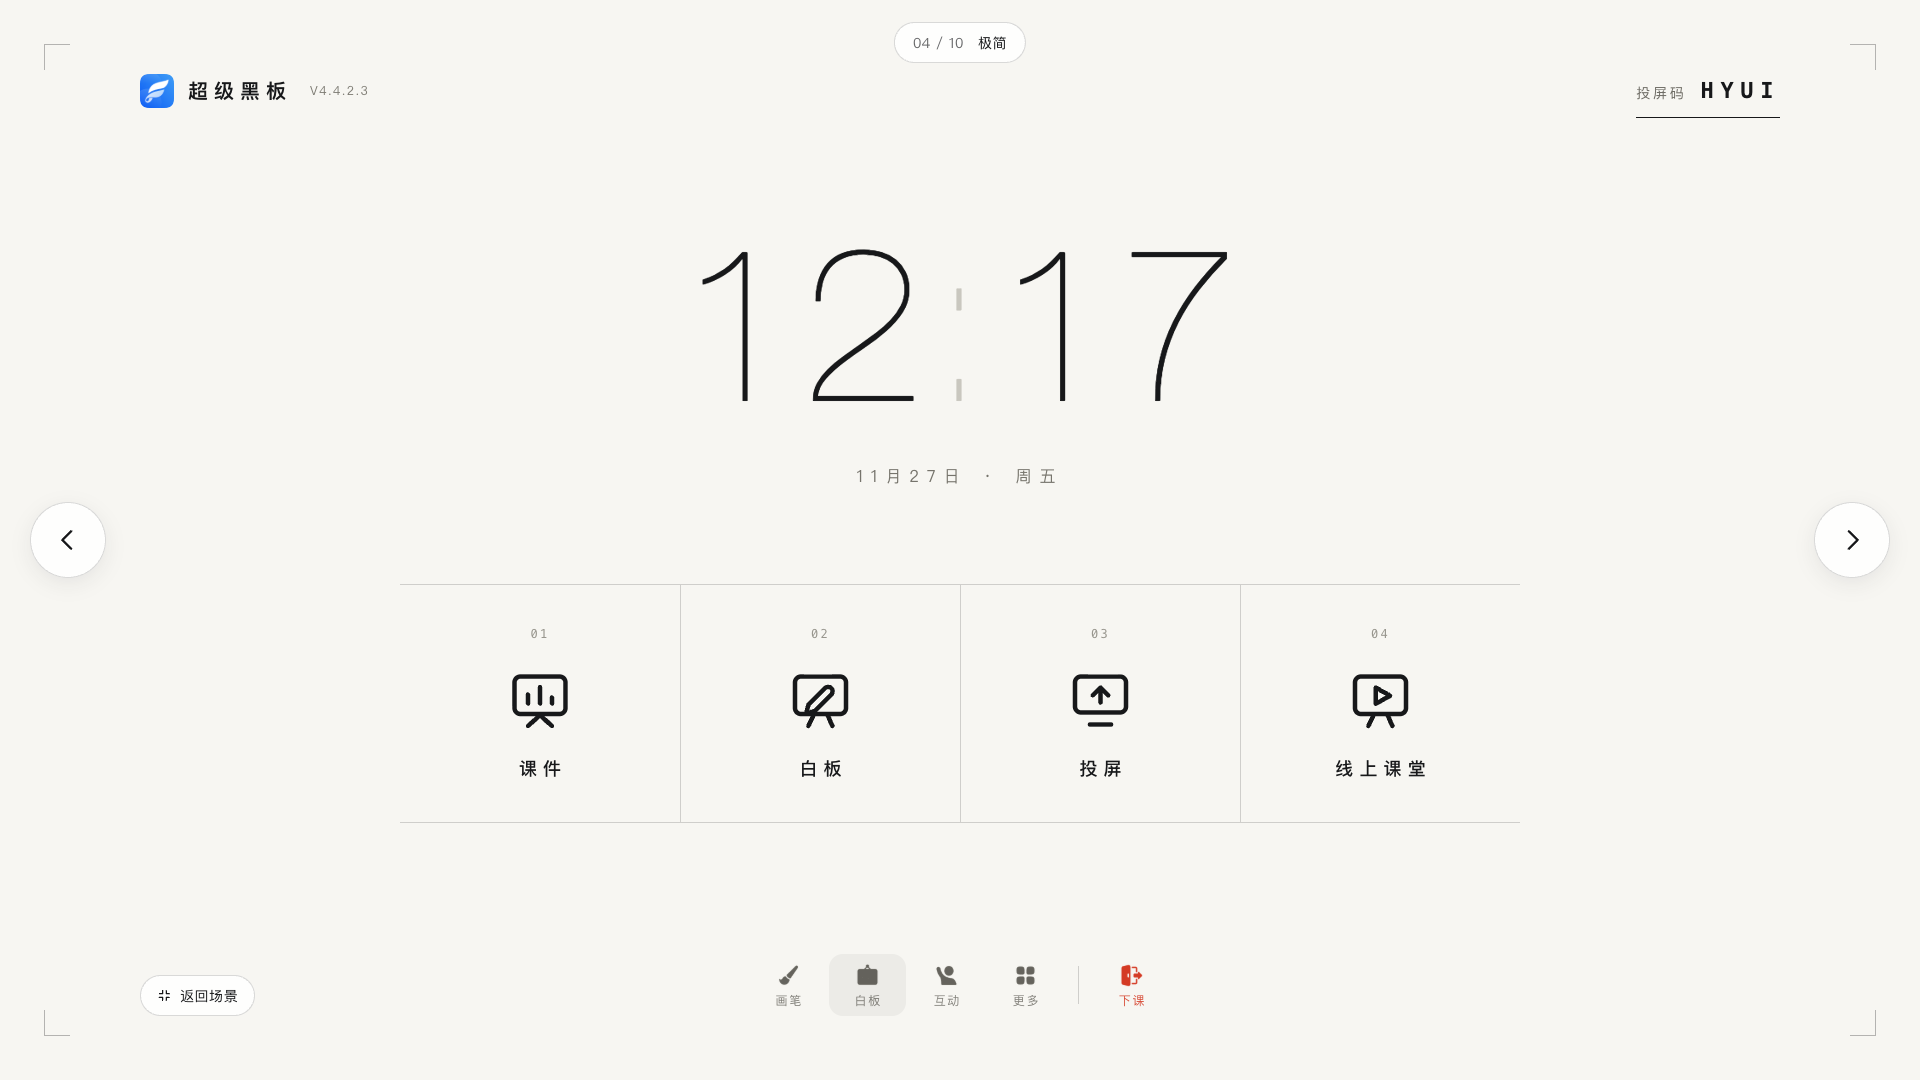 04 / 10 极简
超级黑板 V4.4.2.3
投屏码 HYUI
12:17
11月27日 · 周五
01
课件
02
白板
03
投屏
04
线上课堂
返回场景
画笔
白板
互动
更多
下课